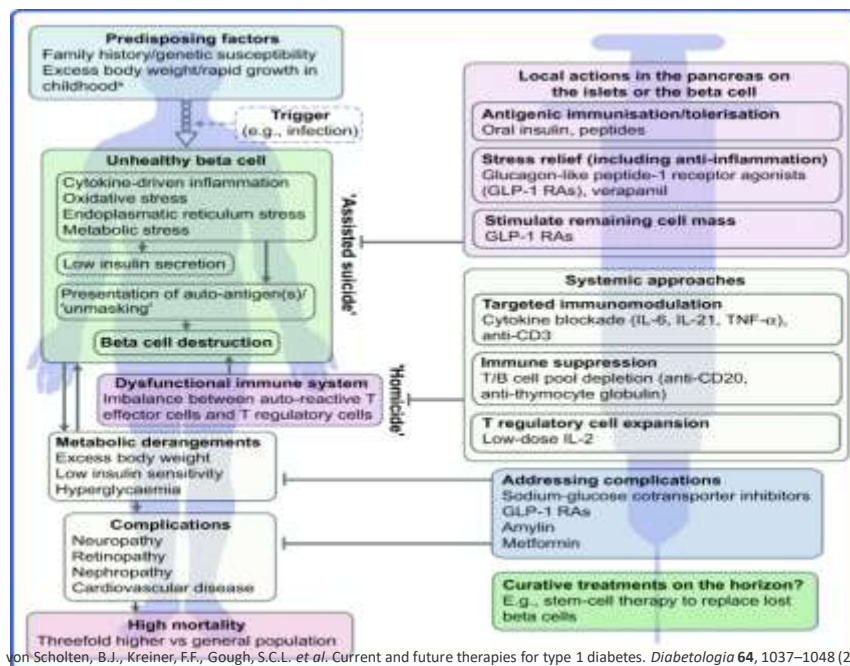 Predisposing factors
Family history/genetic susceptibility
Excess body weight/rapid growth in
childhoodª
Trigger
(e.g., infection)
Unhealthy beta cell
Cytokine-driven inflammation
Oxidative stress
Endoplasmatic reticulum stress
Metabolic stress
Low insulin secretion
Presentation of auto-antigen(s)/
'unmasking'
Beta cell destruction
'Assisted suicide'
Dysfunctional immune system
Imbalance between auto-reactive T
effector cells and T regulatory cells
'Homicide'
Metabolic derangements
Excess body weight
Low insulin sensitivity
Hyperglycaemia
Complications
Neuropathy
Retinopathy
Nephropathy
Cardiovascular disease
High mortality
Threefold higher vs general population
Local actions in the pancreas on
the islets or the beta cell
Antigenic immunisation/tolerisation
Oral insulin, peptides
Stress relief (including anti-inflammation)
Glucagon-like peptide-1 receptor agonists
(GLP-1 RAs), verapamil
Stimulate remaining cell mass
GLP-1 RAs
Systemic approaches
Targeted immunomodulation
Cytokine blockade (IL-6, IL-21, TNF-α),
anti-CD3
Immune suppression
T/B cell pool depletion (anti-CD20,
anti-thymocyte globulin)
T regulatory cell expansion
Low-dose IL-2
Addressing complications
Sodium-glucose cotransporter inhibitors
GLP-1 RAs
Amylin
Metformin
Curative treatments on the horizon?
E.g., stem-cell therapy to replace lost
beta cells
von Scholten, B.J., Kreiner, F.F., Gough, S.C.L. et al. Current and future therapies for type 1 diabetes. Diabetologia 64, 1037–1048 (2